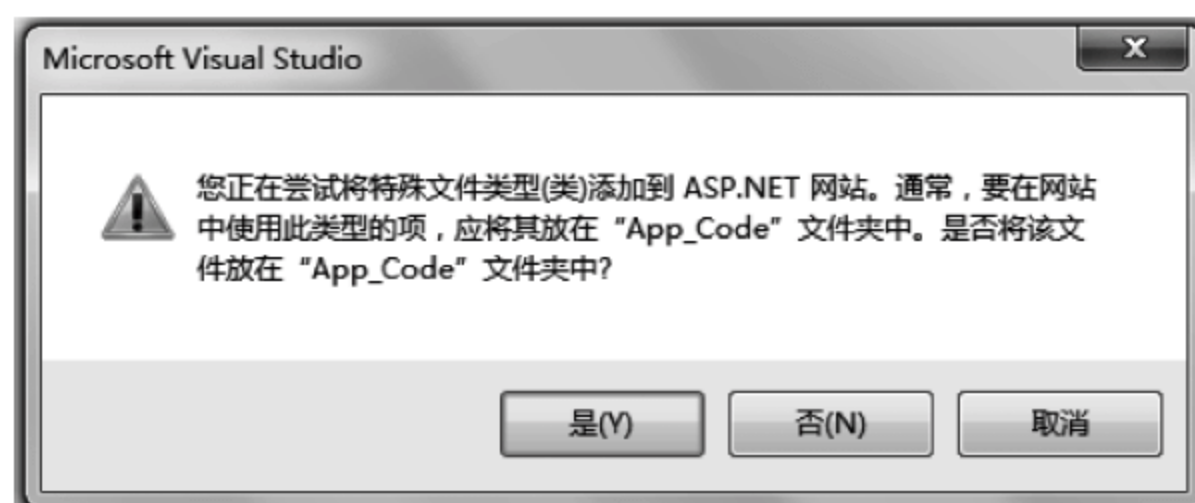 Microsoft Visual Studio
x
您正在尝试将特殊文件类型(类)添加到 ASP.NET 网站。通常，要在网站
中使用此类型的项，应将其放在“App_Code”文件夹中。是否将该文
件放在“App_Code”文件夹中?
是(Y) 否(N) 取消